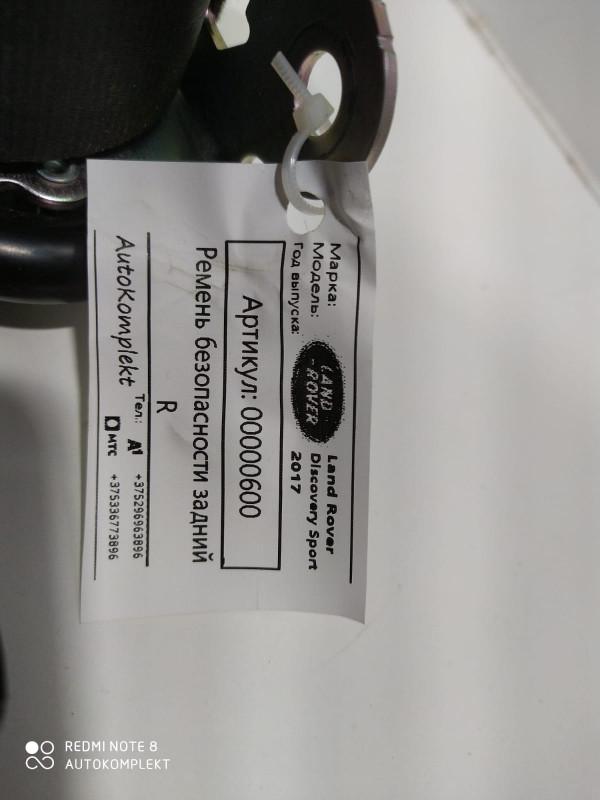 Марка: Land Rover
Модель: Discovery Sport
Год выпуска: 2017
LAND
-ROVER
Артикул: 00000600
Ремень безопасности задний
R
AutoKomplekt
Тел.: A1 +375296963896
МТС +375336773896
REDMI NOTE 8
AUTOKOMPLEKT